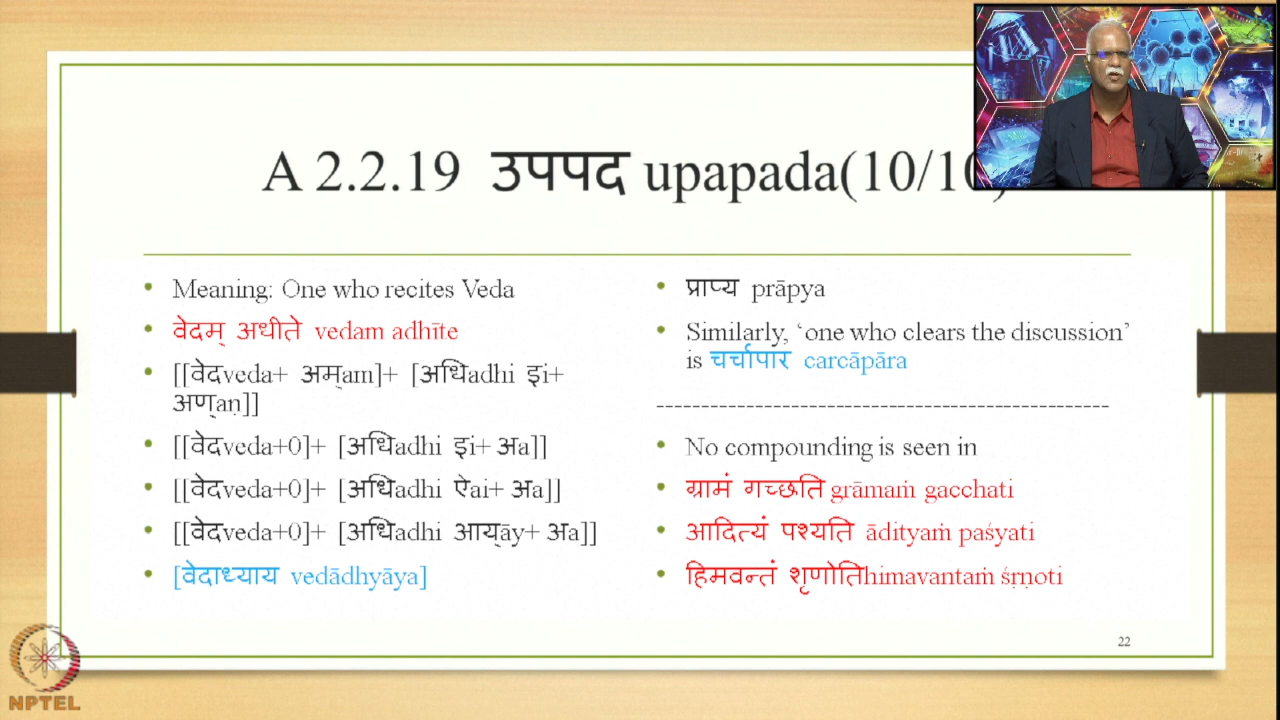 A 2.2.19 उपपद upapada(10/10)
• Meaning: One who recites Veda
• वेदम् अधीते vedam adhīte
• [[वेदveda+ अम्am]+ [अधिadhi इi+
अण्aṇ]]
• [[वेदveda+0]+ [अधिadhi इi+ अa]]
• [[वेदveda+0]+ [अधिadhi ऐai+ अa]]
• [[वेदveda+0]+ [अधिadhi आय्āy+ अa]]
• [वेदाध्याय vedādhyāya]
• प्राप्य prāpya
• Similarly, ‘one who clears the discussion’
is चर्चापार carcāpāra
----------------------------------------------
• No compounding is seen in
• ग्रामं गच्छति grāmaṁ gacchati
• आदित्यं पश्यति ādityaṁ paśyati
• हिमवन्तं शृणोतिhimavantaṁ śṛṇoti
22
NPTEL